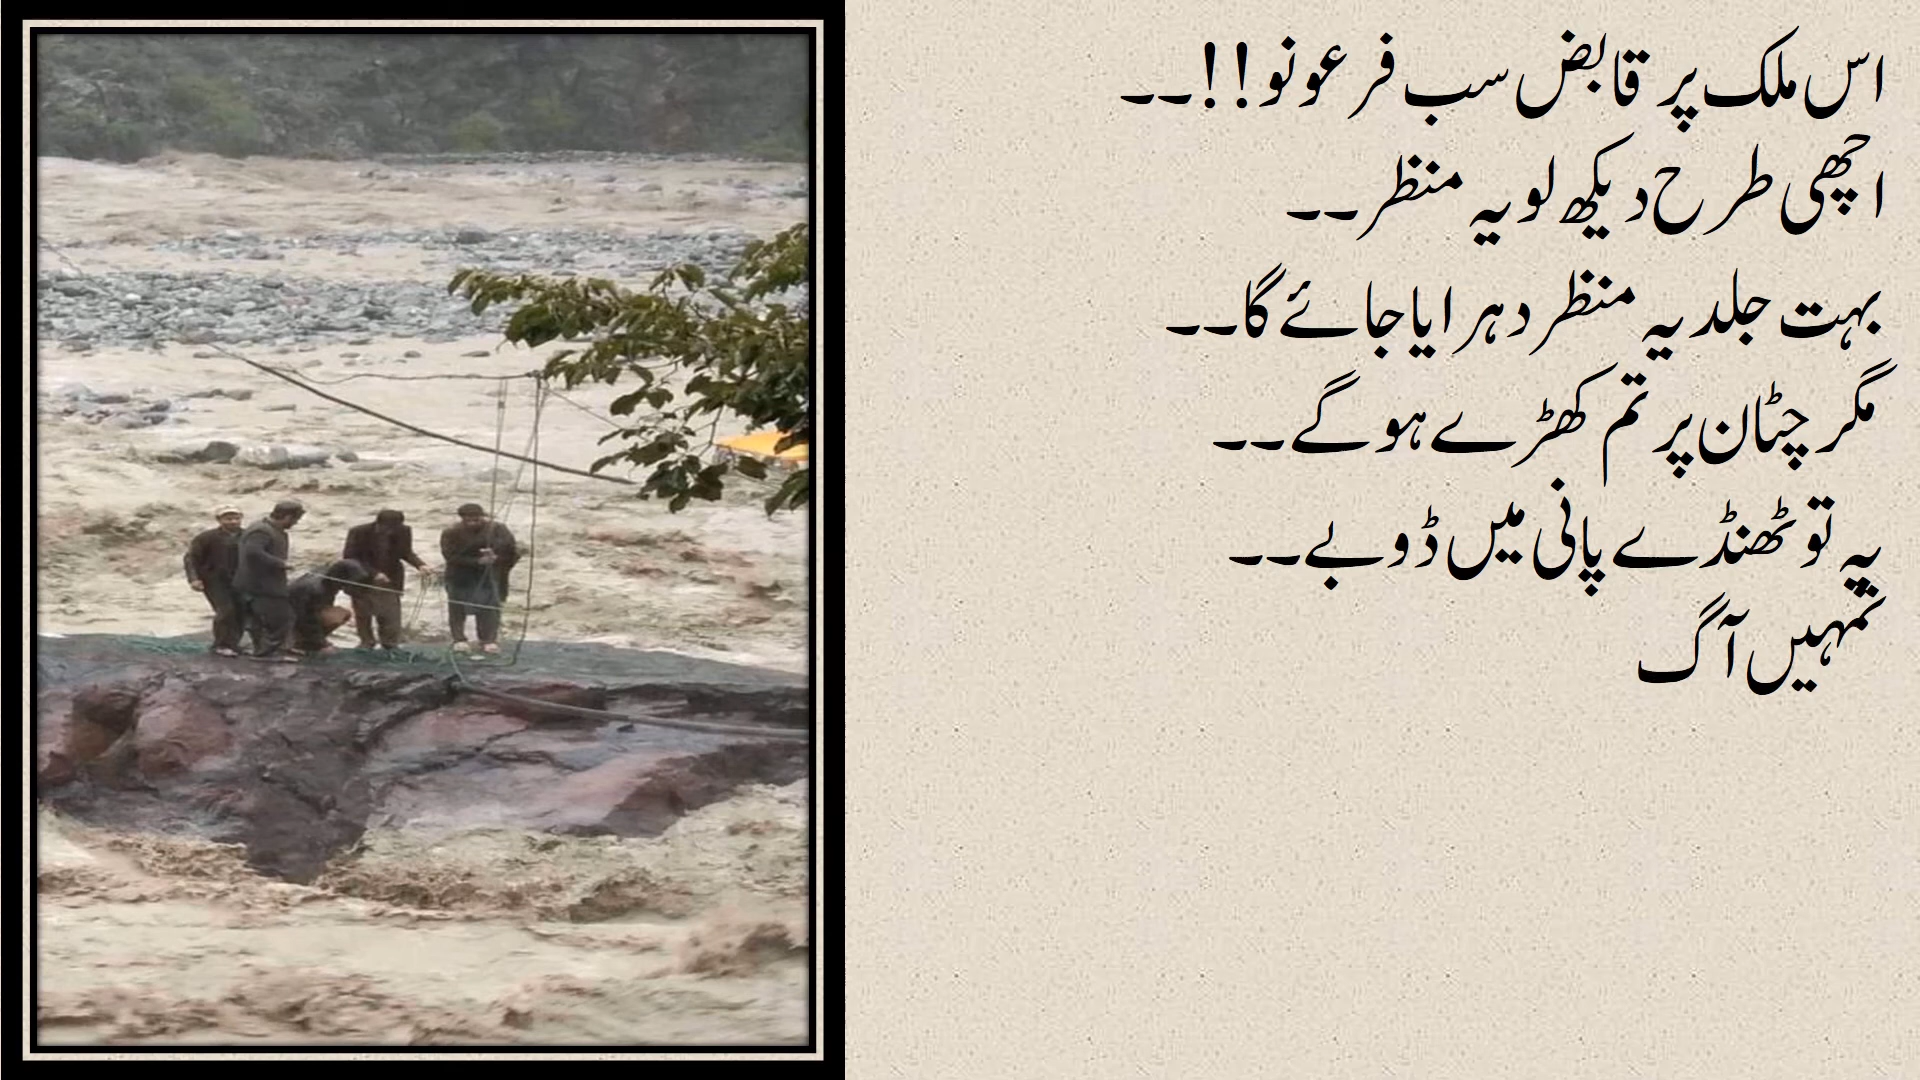 اس ملک پر قابض سب فرعونو!!۔۔
اچھی طرح دیکھ لو یہ منظر۔۔
بہت جلد یہ منظر دہرایا جائے گا۔۔
مگر چٹان پر تم کھڑے ہو گے۔۔
یہ تو ٹھنڈے پانی میں ڈوبے۔۔
تمہیں آگ